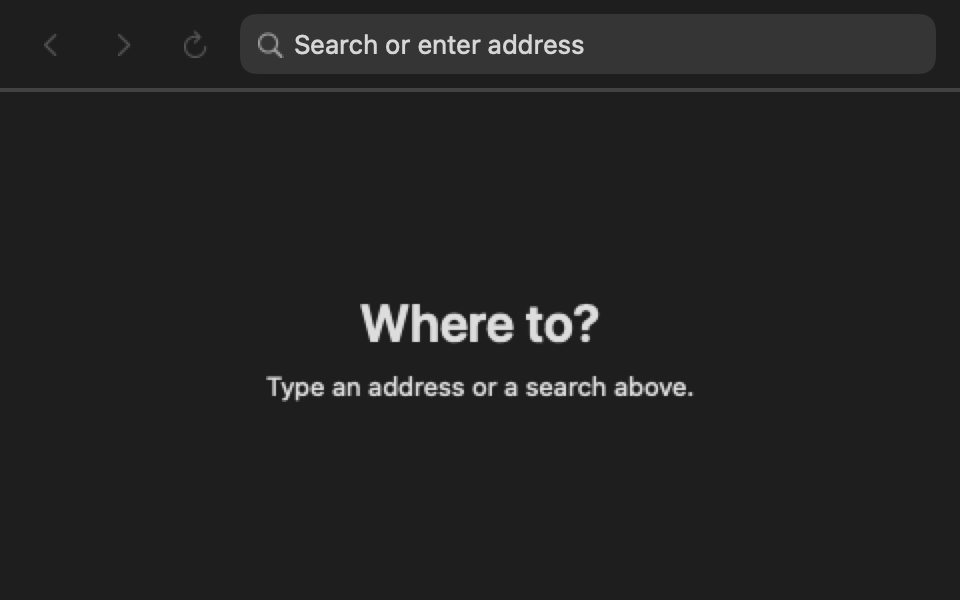 Search or enter address
Where to?
Type an address or a search above.